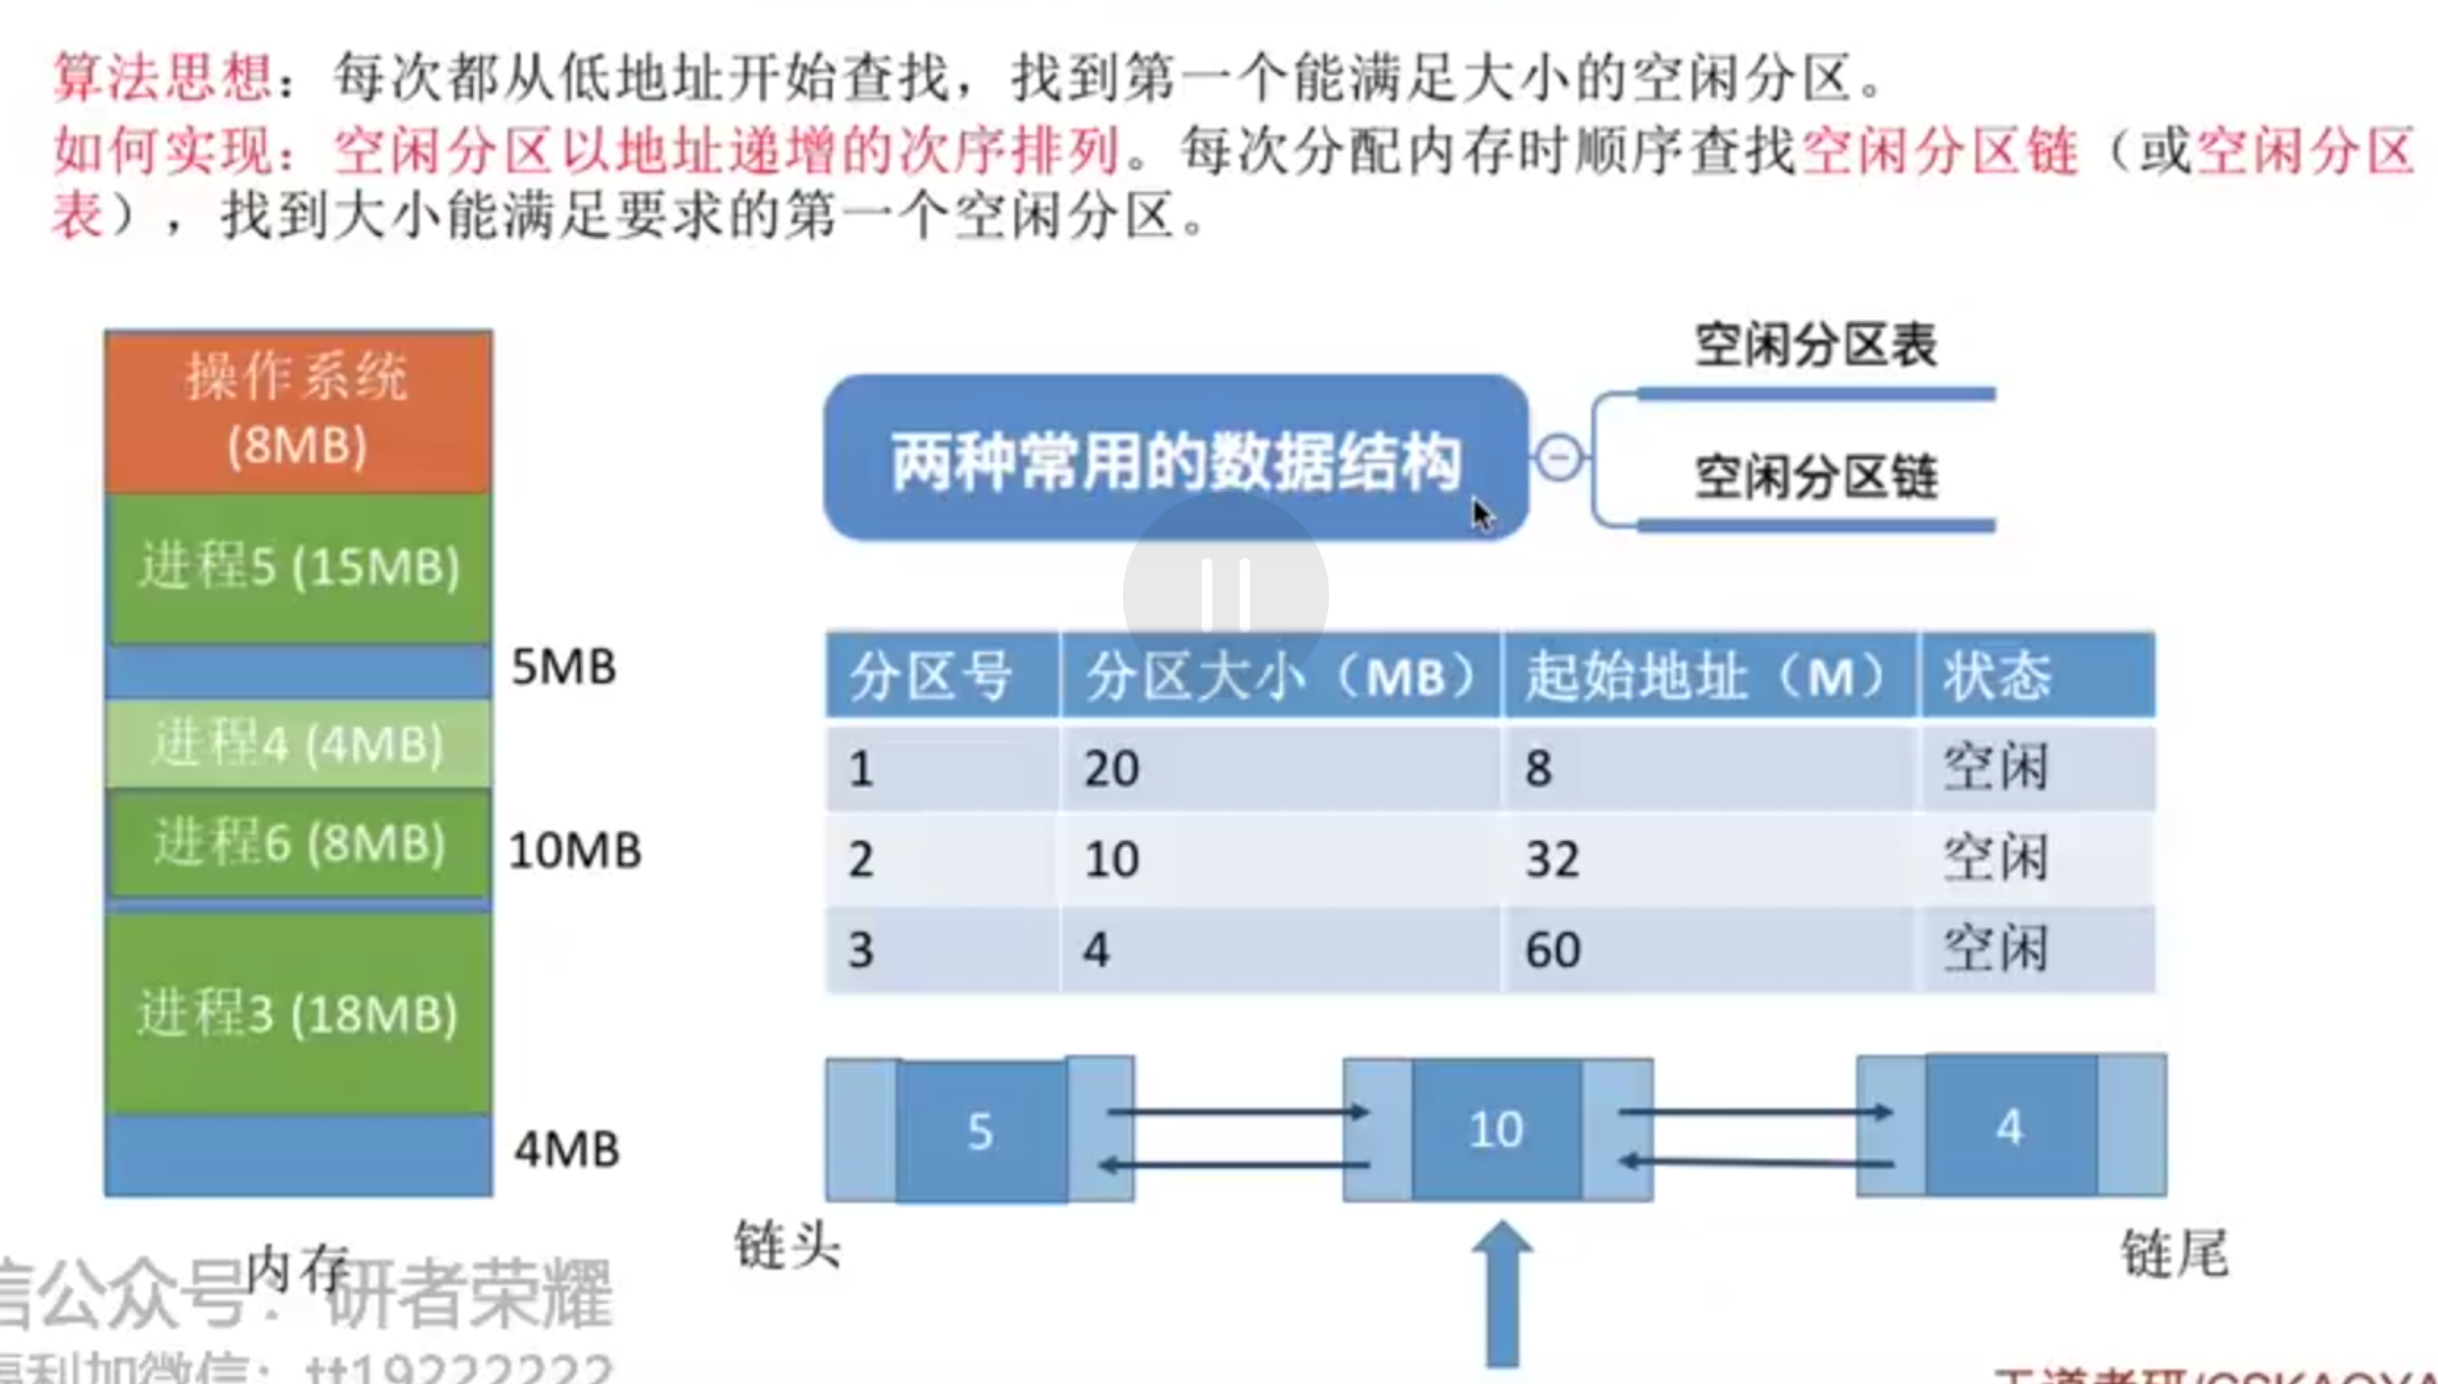 算法思想：每次都从低地址开始查找，找到第一个能满足大小的空闲分区。
如何实现：空闲分区以地址递增的次序排列。每次分配内存时顺序查找空闲分区链（或空闲分区
表），找到大小能满足要求的第一个空闲分区。
操作系统
(8MB)
进程5 (15MB)
5MB
进程4 (4MB)
进程6 (8MB)
10MB
进程3 (18MB)
4MB
内存
两种常用的数据结构
空闲分区表
空闲分区链
分区号 分区大小（MB） 起始地址（M） 状态
1 20 8 空闲
2 10 32 空闲
3 4 60 空闲
5 10 4
链头
链尾
信公众号：研者荣耀
福利加微信：tt19222222
王道考研/CSKAOYA